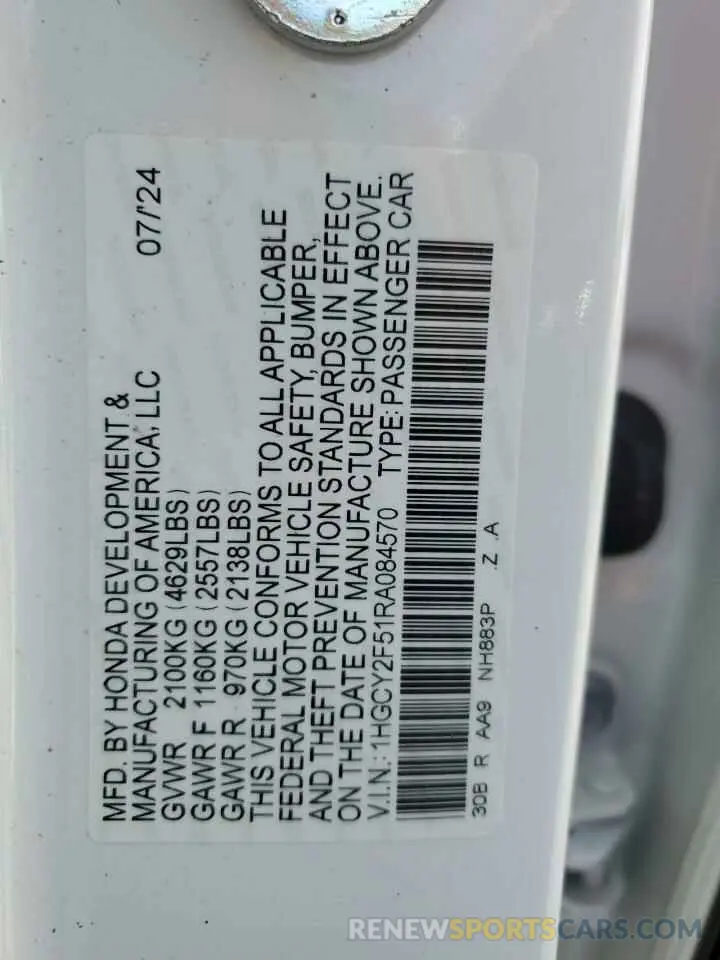 MFD. BY HONDA DEVELOPMENT & 
MANUFACTURING OF AMERICA, LLC 07/'24
GVWR 2100KG (4629LBS)
GAWR F 1160KG (2557LBS)
GAWR R 970KG (2138LBS)
THIS VEHICLE CONFORMS TO ALL APPLICABLE
FEDERAL MOTOR VEHICLE SAFETY, BUMPER,
AND THEFT PREVENTION STANDARDS IN EFFECT
ON THE DATE OF MANUFACTURE SHOWN ABOVE.
V.I.N.: 1HGCY2F51RA084570 TYPE: PASSENGER CAR
30B R AA9 NH883P .Z .A
RENEWSPORTSCARS.COM